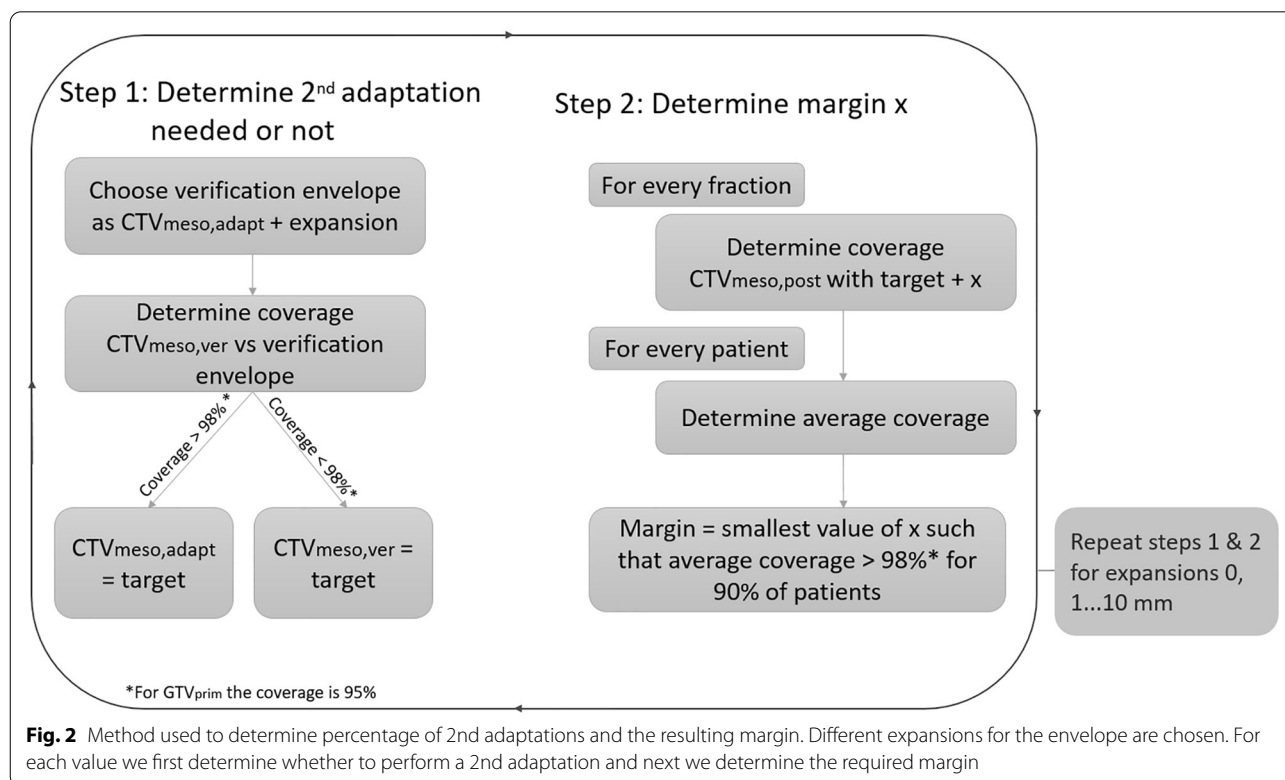 Step 1: Determine 2nd adaptation
needed or not
Choose verification envelope
as CTVmeso,adapt + expansion
Determine coverage
CTVmeso,ver vs verification
envelope
Coverage > 98%*
Coverage < 98%*
CTVmeso,adapt
= target
CTVmeso,ver =
target
*For GTVprim the coverage is 95%
Step 2: Determine margin x
For every fraction
Determine coverage
CTVmeso,post with target + x
For every patient
Determine average coverage
Margin = smallest value of x such
that average coverage > 98%* for
90% of patients
Repeat steps 1 & 2
for expansions 0,
1...10 mm
Fig. 2 Method used to determine percentage of 2nd adaptations and the resulting margin. Different expansions for the envelope are chosen. For
each value we first determine whether to perform a 2nd adaptation and next we determine the required margin